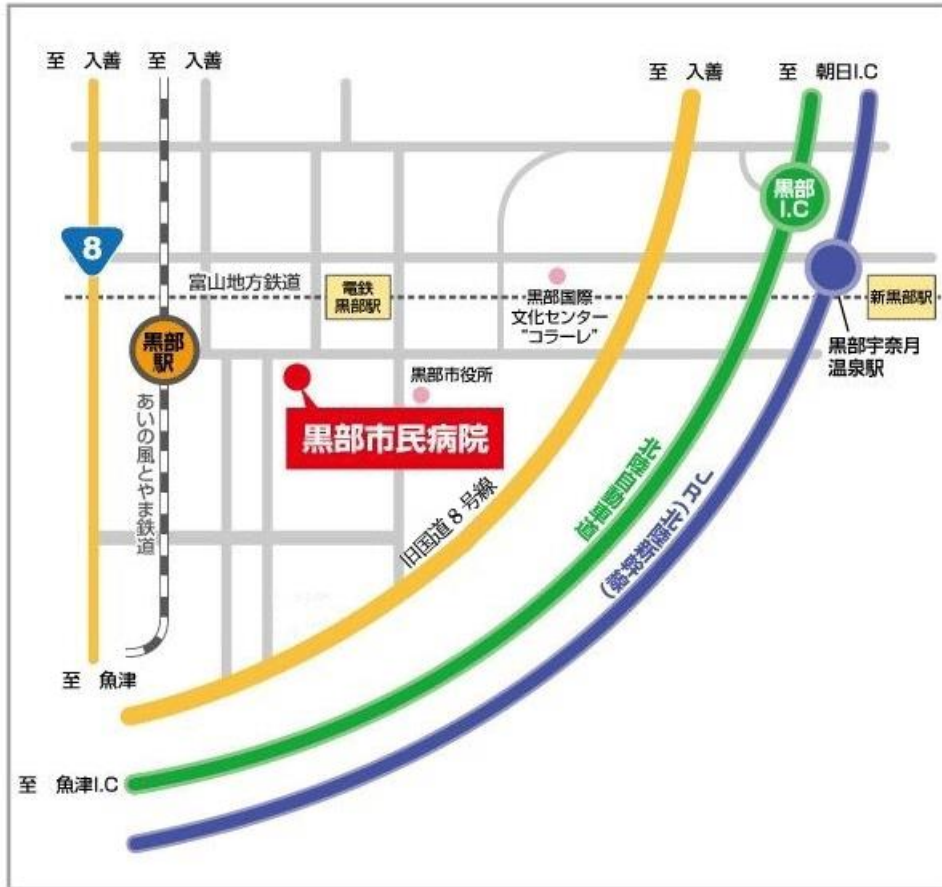 至 入善
至 入善
至 入善
至 朝日I.C
黒部
I.C
8
富山地方鉄道
電鉄
黒部駅
黒部国際
文化センター
"コラーレ"
新黒部駅
黒部宇奈月
温泉駅
黒部
駅
黒部市役所
黒部市民病院
あいの風とやま鉄道
旧国道8号線
北陸自動車道
JR(北陸新幹線)
至 魚津
至 魚津I.C